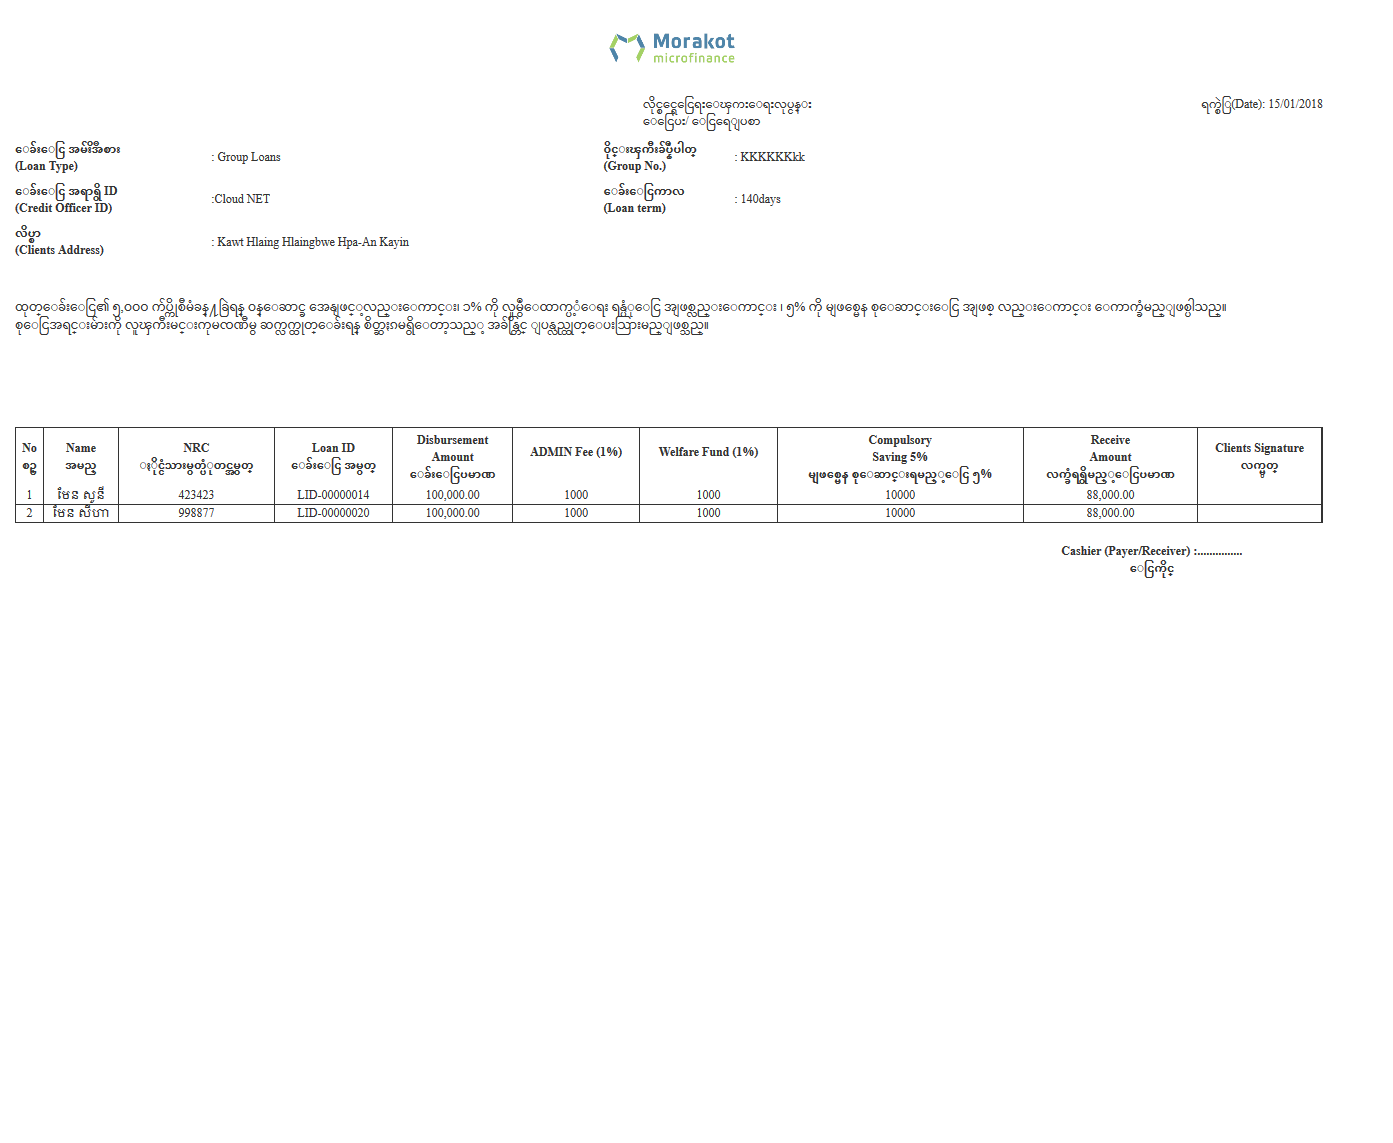 Morakot
microfinance
လိုင္စင္ရေငြေရးေၾကးေရးလုပ္ငန္း
ေငြေပး/ ေငြရေျပစာ
ရက္စြဲ(Date): 15/01/2018
ေခ်းေငြ အမ်ိဳးအစား
(Loan Type)
: Group Loans
ဝိုင္းၾကီးခ်ဳပ္နံပါတ္
(Group No.)
: KKKKKKkk
ေခ်းေငြ အရာရွိ ID
(Credit Officer ID)
:Cloud NET
ေခ်းေငြကာလ
(Loan term)
: 140days
လိပ္စာ
(Clients Address)
: Kawt Hlaing Hlaingbwe Hpa-An Kayin
ထုတ္ေခ်းေငြ၏ ၅,၀၀၀ က်ပ္ကိုစီမံခန္႔ခြဲရန္ ဝန္ေဆာင္ခ အေနျဖင့္လည္းေကာင္း၊ ၁% ကို လူမႈေထာက္ပံ့ေရး ရန္ပံုေငြ အျဖစ္လည္းေကာင္း ၊ ၅% ကို မျဖစ္မေန စုေဆာင္းေငြ အျဖစ္ လည္းေကာင္း ေကာက္ခံမည္ျဖစ္ပါသည္။
စုေငြအရင္းမ်ားကို လူၾကီးမင္းကုမၸဏီမွ ဆက္လက္ထုတ္ေခ်းရန္ စိတ္ဆႏၵမရွိေတာ့သည့္ အခ်ိန္တြင္ ျပန္လည္ထုတ္ေပးသြားမည္ျဖစ္သည္။
No
စဥ္
Name
အမည္
NRC
ႏိုင္ငံသားမွတ္ပံုတင္အမွတ္
Loan ID
ေခ်းေငြ အမွတ္
Disbursement
Amount
ေခ်းေငြပမာဏ
ADMIN Fee (1%)
Welfare Fund (1%)
Compulsory
Saving 5%
မျဖစ္မေန စုေဆာင္းရမည့္ေငြ ၅%
Receive
Amount
လက္ခံရရွိမည့္ေငြပမာဏ
Clients Signature
လက္မွတ္
1 ម៉ែន សូនី 423423 LID-00000014 100,000.00 1000 1000 10000 88,000.00
2 ម៉ែន សីហា 998877 LID-00000020 100,000.00 1000 1000 10000 88,000.00
Cashier (Payer/Receiver) :...............
ေငြကိုင္